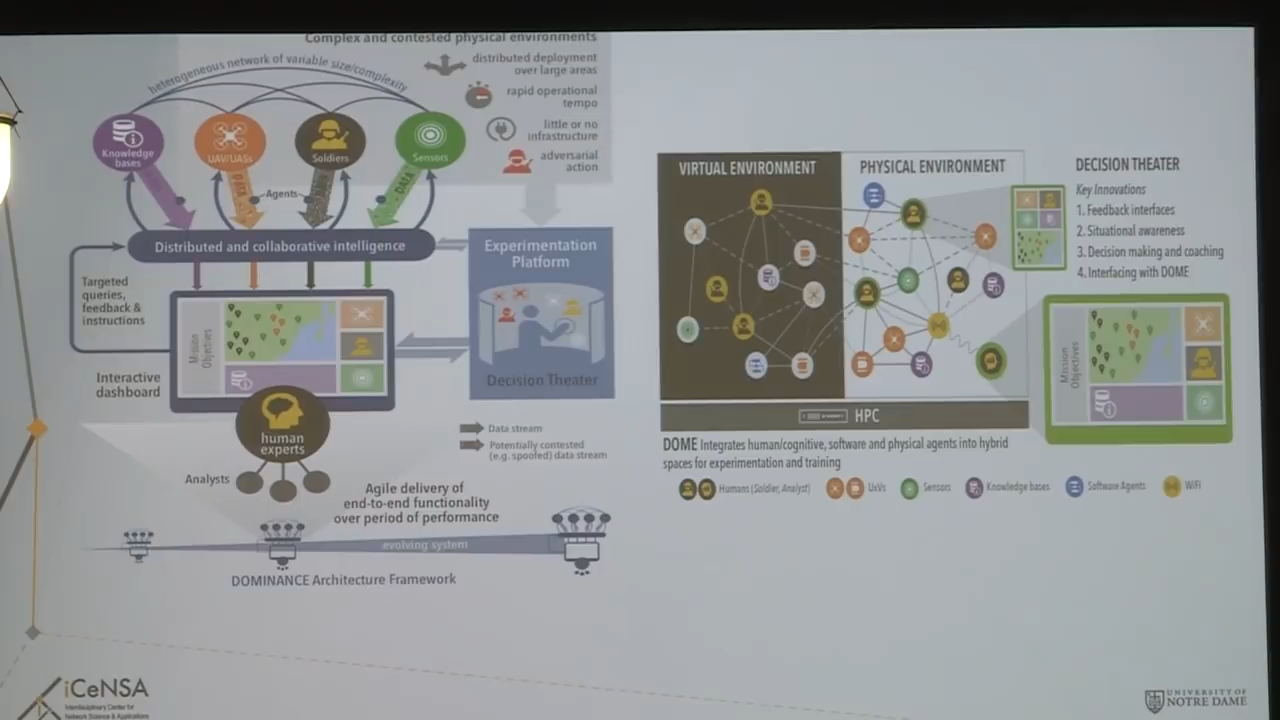 Complex and contested physical environments
heterogeneous network of variable size/complexity
distributed deployment
over large areas
rapid operational
tempo
little or no
infrastructure
adversarial
action
Knowledge
bases
UAV/UASs
Soldiers
Sensors
DATA
Agents
DATA
Distributed and collaborative intelligence
Targeted
queries,
feedback &
instructions
Mission
Objectives
Interactive
dashboard
Experimentation
Platform
Decision Theater
human
experts
Analysts
Data stream
Potentially contested
(e.g. spoofed) data stream
Agile delivery of
end-to-end functionality
over period of performance
evolving system
DOMINANCE Architecture Framework
VIRTUAL ENVIRONMENT
PHYSICAL ENVIRONMENT
HPC
DECISION THEATER
Key Innovations
1. Feedback interfaces
2. Situational awareness
3. Decision making and coaching
4. Interfacing with DOME
Mission
Objectives
DOME Integrates human/cognitive, software and physical agents into hybrid
spaces for experimentation and training
Humans (Soldier, Analyst)
UxVs
Sensors
Knowledge bases
Software Agents
WiFi
iCeNSA
Interdisciplinary Center for
Network Science & Applications
UNIVERSITY OF
NOTRE DAME